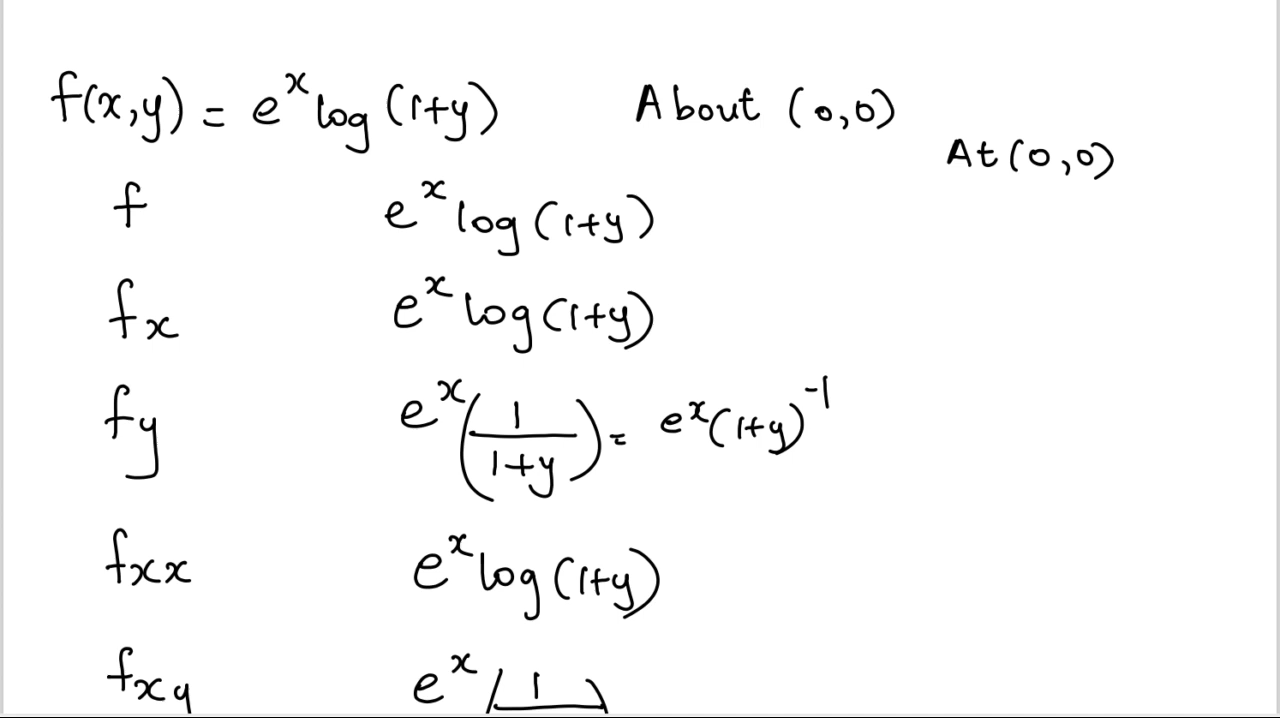 f(x,y) = e^x log(1+y) About (0,0)
At (0,0)
f e^x log(1+y)
fx e^x log(1+y)
fy e^x (1/(1+y)) = e^x (1+y)^-1
fxx e^x log(1+y)
fxy e^x (1